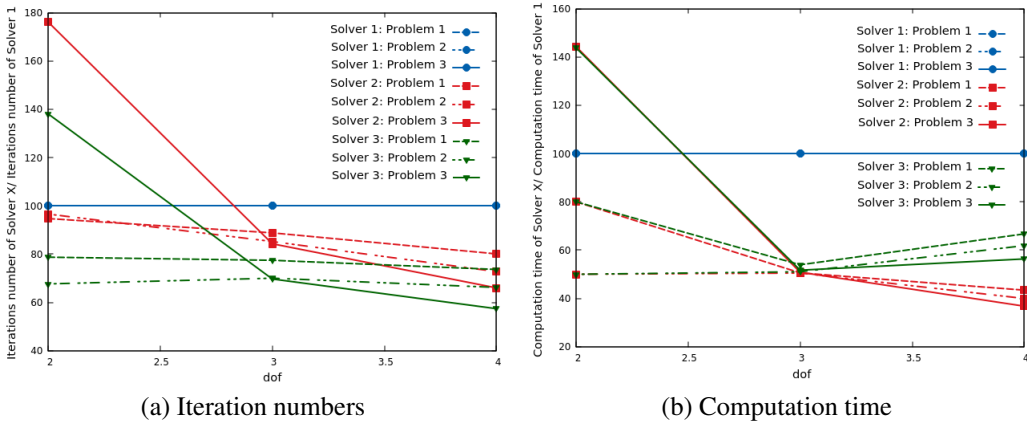 180
160
140
120
100
80
60
40
2
2.5
3
3.5
4
dof
Iterations number of Solver X/ Iterations number of Solver 1
Solver 1: Problem 1
Solver 1: Problem 2
Solver 1: Problem 3
Solver 2: Problem 1
Solver 2: Problem 2
Solver 2: Problem 3
Solver 3: Problem 1
Solver 3: Problem 2
Solver 3: Problem 3
(a) Iteration numbers
160
140
120
100
80
60
40
20
2
2.5
3
3.5
4
dof
Computation time of Solver X/ Computation time of Solver 1
Solver 1: Problem 1
Solver 1: Problem 2
Solver 1: Problem 3
Solver 2: Problem 1
Solver 2: Problem 2
Solver 2: Problem 3
Solver 3: Problem 1
Solver 3: Problem 2
Solver 3: Problem 3
(b) Computation time